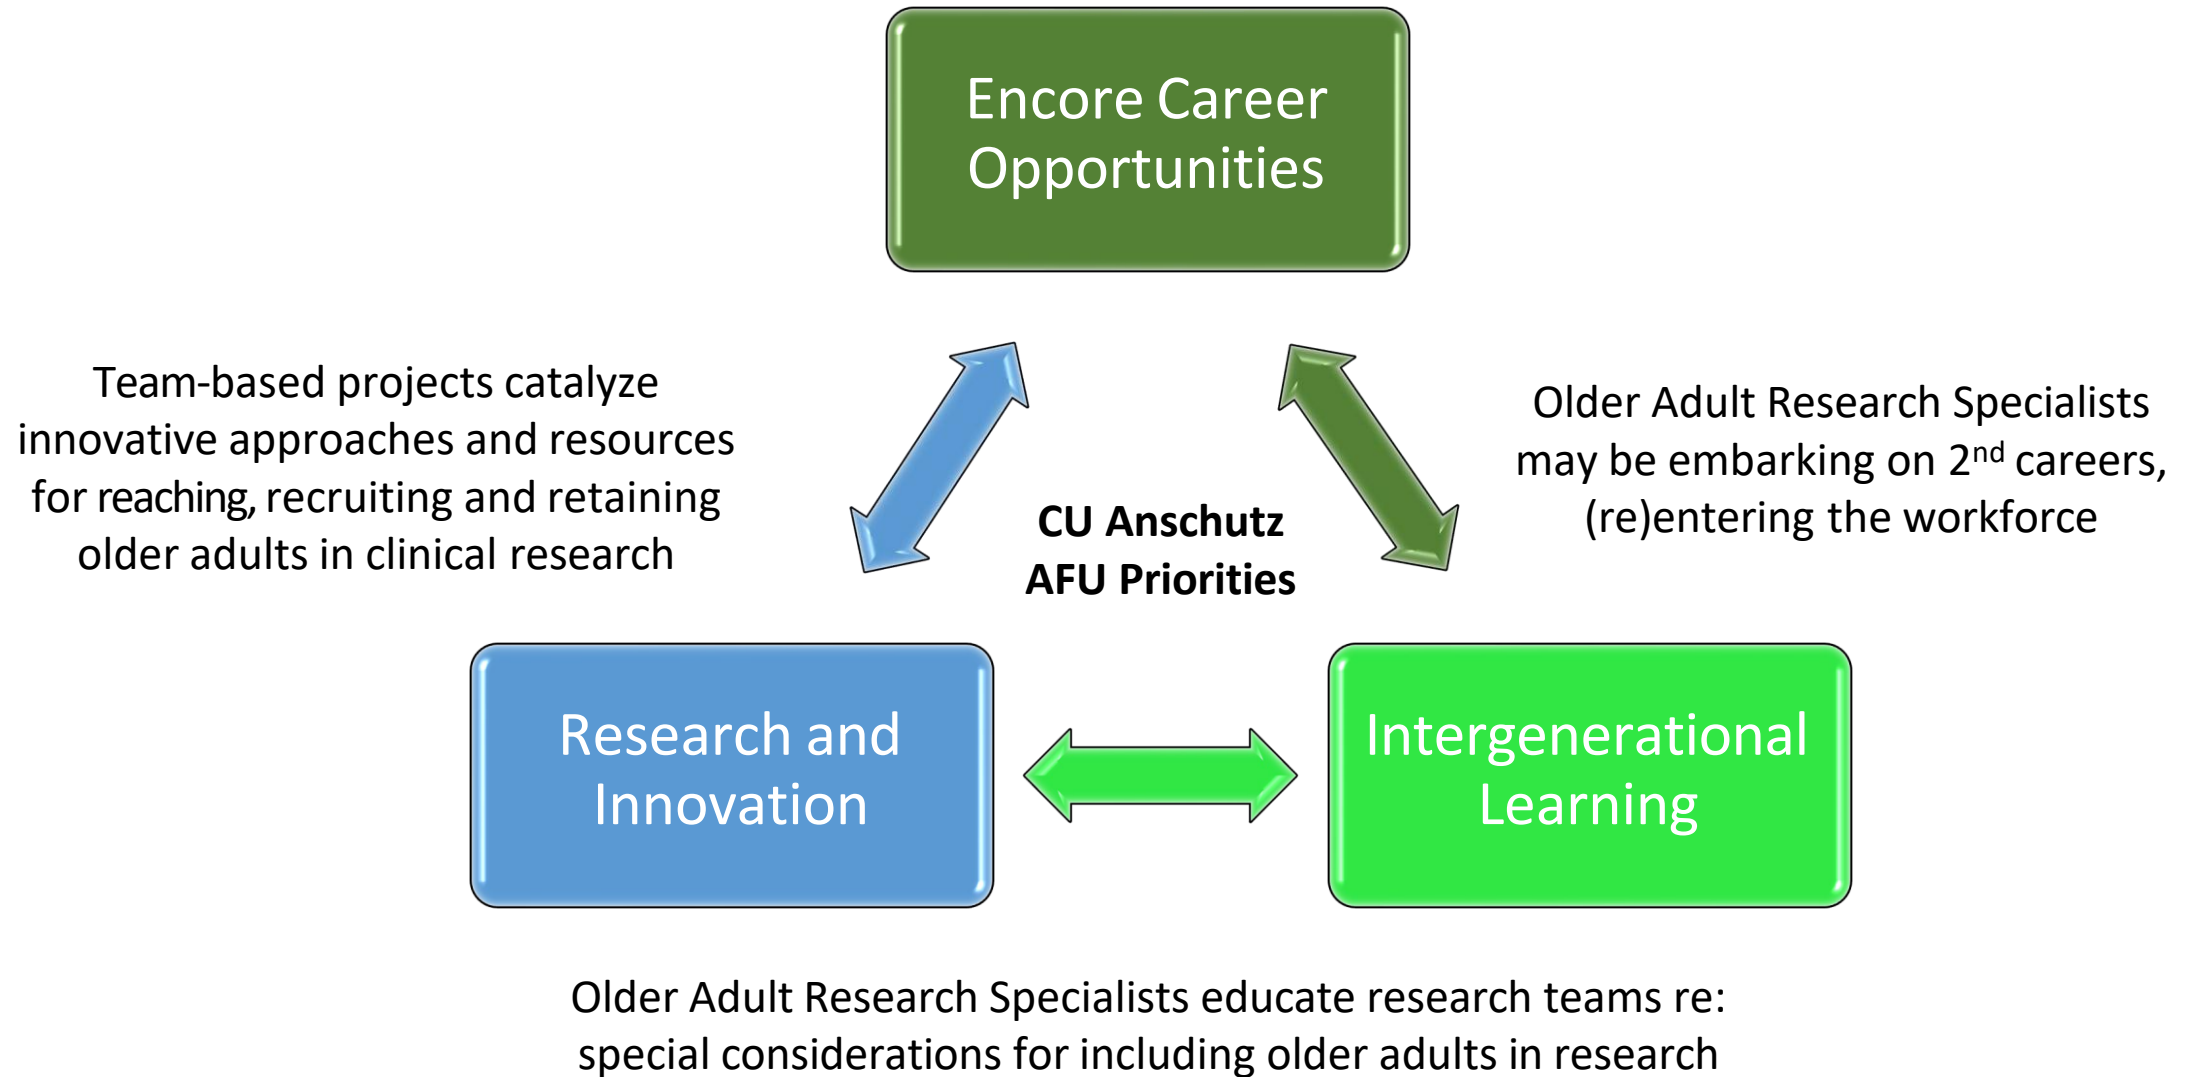 Encore Career
Opportunities
Team-based projects catalyze
innovative approaches and resources
for reaching, recruiting and retaining
older adults in clinical research
CU Anschutz
AFU Priorities
Older Adult Research Specialists
may be embarking on 2nd careers,
(re)entering the workforce
Research and
Innovation
Intergenerational
Learning
Older Adult Research Specialists educate research teams re:
special considerations for including older adults in research